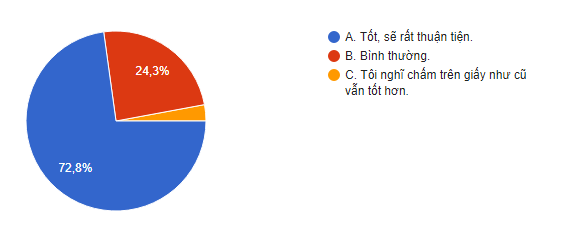 A. Tốt, sẽ rất thuận tiện.
B. Bình thường.
C. Tôi nghĩ chấm trên giấy như cũ
vẫn tốt hơn.
24,3%
72,8%